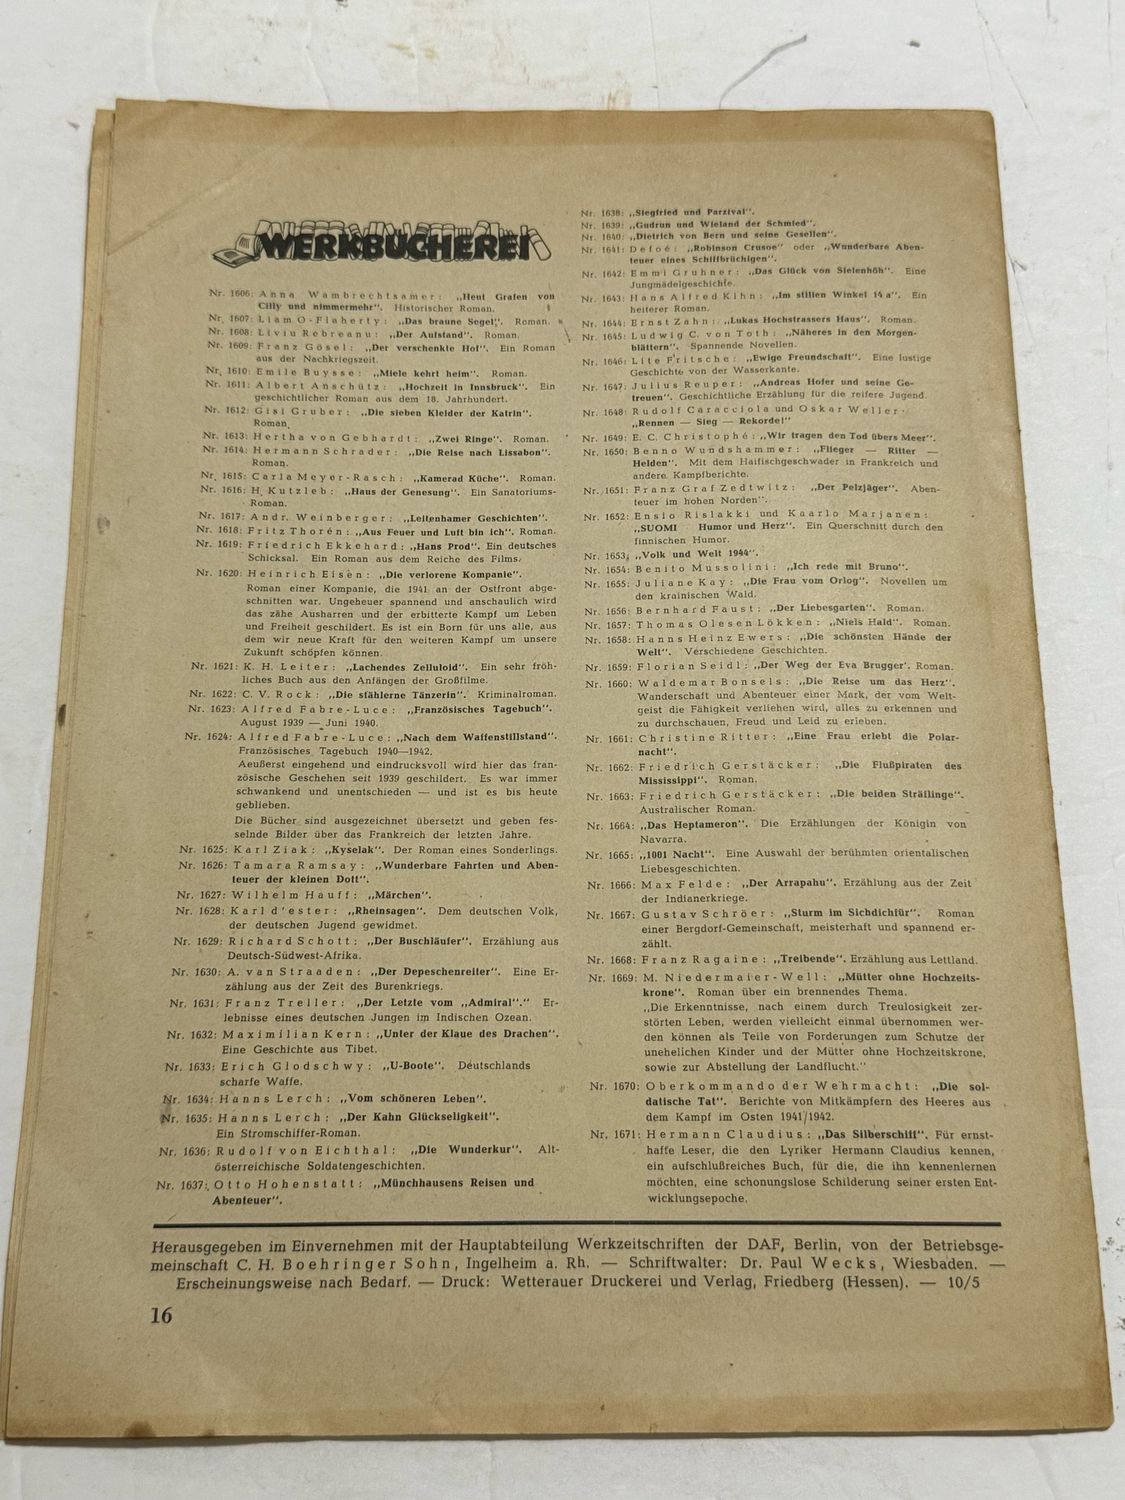 WERKBÜCHEREI
Nr. 1606: Anna Wambrechtsamer: „Heut Grafen von
Cilly und nimmermehr“. Historischer Roman.
Nr. 1607: Liam O-Flaherty: „Das braune Segel“. Roman.
Nr. 1608: Liviu Rebreanu: „Der Aufstand“. Roman.
Nr. 1609: Franz Gösel: „Der verschenkte Hof“. Ein Roman
aus der Nachkriegszeit.
Nr. 1610: Emile Buysse: „Miele kehrt heim“. Roman.
Nr. 1611: Albert Anschütz: „Hochzeit in Innsbruck“. Ein
geschichtlicher Roman aus dem 18. Jahrhundert.
Nr. 1612: Gisi Gruber: „Die sieben Kleider der Katrin“.
Roman.
Nr. 1613: Hertha von Gebhardt: „Zwei Ringe“. Roman.
Nr. 1614: Hermann Schrader: „Die Reise nach Lissabon“.
Roman.
Nr. 1615: Carla Meyer-Rasch: „Kamerad Küche“. Roman.
Nr. 1616: H. Kutzleb: „Haus der Genesung“. Ein Sanatoriums-
Roman.
Nr. 1617: Andr. Weinberger: „Leitenhamer Geschichten“.
Nr. 1618: Fritz Thorén: „Aus Feuer und Luft bin ich“. Roman.
Nr. 1619: Friedrich Ekkehard: „Hans Prod“. Ein deutsches
Schicksal. Ein Roman aus dem Reiche des Films.
Nr. 1620: Heinrich Eisen: „Die verlorene Kompanie“.
Roman einer Kompanie, die 1941 an der Ostfront abge-
schnitten war. Ungeheuer spannend und anschaulich wird
das zähe Ausharren und der erbitterte Kampf um Leben
und Freiheit geschildert. Es ist ein Born für uns alle, aus
dem wir neue Kraft für den weiteren Kampf um unsere
Zukunft schöpfen können.
Nr. 1621: K. H. Leiter: „Lachendes Zelluloid“. Ein sehr fröh-
liches Buch aus den Anfängen der Großfilme.
Nr. 1622: C. V. Rock: „Die stählerne Tänzerin“. Kriminalroman.
Nr. 1623: Alfred Fabre-Luce: „Französisches Tagebuch“.
August 1939 — Juni 1940.
Nr. 1624: Alfred Fabre-Luce: „Nach dem Waffenstillstand“.
Französisches Tagebuch 1940—1942.
Aeußerst eingehend und eindrucksvoll wird hier das fran-
zösische Geschehen seit 1939 geschildert. Es war immer
schwankend und unentschieden — und ist es bis heute
geblieben.
Die Bücher sind ausgezeichnet übersetzt und geben fes-
selnde Bilder über das Frankreich der letzten Jahre.
Nr. 1625: Karl Ziak: „Kyselak“. Der Roman eines Sonderlings.
Nr. 1626: Tamara Ramsay: „Wunderbare Fahrten und Aben-
teuer der kleinen Dott“.
Nr. 1627: Wilhelm Hauff: „Märchen“.
Nr. 1628: Karl d'ester: „Rheinsagen“. Dem deutschen Volk,
der deutschen Jugend gewidmet.
Nr. 1629: Richard Schott: „Der Buschläufer“. Erzählung aus
Deutsch-Südwest-Afrika.
Nr. 1630: A. van Straaden: „Der Depeschenreiter“. Eine Er-
zählung aus der Zeit des Burenkriegs.
Nr. 1631: Franz Treller: „Der Letzte vom „Admiral“.“ Er-
lebnisse eines deutschen Jungen im Indischen Ozean.
Nr. 1632: Maximilian Kern: „Unter der Klaue des Drachen“.
Eine Geschichte aus Tibet.
Nr. 1633: Erich Glodschwy: „U-Boote“. Deutschlands
scharfe Waffe.
Nr. 1634: Hanns Lerch: „Vom schöneren Leben“.
Nr. 1635: Hanns Lerch: „Der Kahn Glückseligkeit“.
Ein Stromschiffer-Roman.
Nr. 1636: Rudolf von Eichthal: „Die Wunderkur“. Alt-
österreichische Soldatengeschichten.
Nr. 1637: Otto Hohenstatt: „Münchhausens Reisen und
Abenteuer“.
Nr. 1638: „Siegfried und Parzival“.
Nr. 1639: „Gudrun und Wieland der Schmied“.
Nr. 1640: „Dietrich von Bern und seine Gesellen“.
Nr. 1641: Defoé: „Robinson Crusoe“ oder „Wunderbare Aben-
teuer eines Schiffbrüchigen“.
Nr. 1642: Emmi Gruhner: „Das Glück von Sielenhöh“. Eine
Jungmädelgeschichte.
Nr. 1643: Hans Alfred Kihn: „Im stillen Winkel 14 a“. Ein
heiterer Roman.
Nr. 1644: Ernst Zahn: „Lukas Hochstrassers Haus“. Roman.
Nr. 1645: Ludwig C. von Toth: „Näheres in den Morgen-
blättern“. Spannende Novellen.
Nr. 1646: Lite Fritsche: „Ewige Freundschaft“. Eine lustige
Geschichte von der Wasserkante.
Nr. 1647: Julius Reuper: „Andreas Hofer und seine Ge-
treuen“. Geschichtliche Erzählung für die reifere Jugend.
Nr. 1648: Rudolf Caracciola und Oskar Weller:
„Rennen — Sieg — Rekorde!“
Nr. 1649: E. C. Christophé: „Wir tragen den Tod übers Meer“.
Nr. 1650: Benno Wundshammer: „Flieger — Ritter —
Helden“. Mit dem Haifischgeschwader in Frankreich und
andere Kampfberichte.
Nr. 1651: Franz Graf Zedtwitz: „Der Pelzjäger“. Aben-
teuer im hohen Norden“.
Nr. 1652: Ensio Rislakki und Kaarlo Marjanen:
„SUOMI Humor und Herz“. Ein Querschnitt durch den
finnischen Humor.
Nr. 1653: „Volk und Welt 1944“.
Nr. 1654: Benito Mussolini: „Ich rede mit Bruno“.
Nr. 1655: Juliane Kay: „Die Frau vom Orlog“. Novellen um
den krainischen Wald.
Nr. 1656: Bernhard Faust: „Der Liebesgarten“. Roman.
Nr. 1657: Thomas Olesen Lökken: „Niels Hald“. Roman.
Nr. 1658: Hanns Heinz Ewers: „Die schönsten Hände der
Welt“. Verschiedene Geschichten.
Nr. 1659: Florian Seidl: „Der Weg der Eva Brugger“. Roman.
Nr. 1660: Waldemar Bonsels: „Die Reise um das Herz“.
Wanderschaft und Abenteuer einer Mark, der vom Welt-
geist die Fähigkeit verliehen wird, alles zu erkennen und
zu durchschauen, Freud und Leid zu erleben.
Nr. 1661: Christine Ritter: „Eine Frau erlebt die Polar-
nacht“.
Nr. 1662: Friedrich Gerstäcker: „Die Flußpiraten des
Mississippi“. Roman.
Nr. 1663: Friedrich Gerstäcker: „Die beiden Sträflinge“.
Australischer Roman.
Nr. 1664: „Das Heptameron“. Die Erzählungen der Königin von
Navarra.
Nr. 1665: „1001 Nacht“. Eine Auswahl der berühmten orientalischen
Liebesgeschichten.
Nr. 1666: Max Felde: „Der Arrapahu“. Erzählung aus der Zeit
der Indianerkriege.
Nr. 1667: Gustav Schröer: „Sturm im Sichdichfür“. Roman
einer Bergdorf-Gemeinschaft, meisterhaft und spannend er-
zählt.
Nr. 1668: Franz Ragaine: „Treibende“. Erzählung aus Lettland.
Nr. 1669: M. Niedermaier-Well: „Mütter ohne Hochzeits-
krone“. Roman über ein brennendes Thema.
„Die Erkenntnisse, nach einem durch Treulosigkeit zer-
störten Leben, werden vielleicht einmal übernommen wer-
den können als Teile von Forderungen zum Schutze der
unehelichen Kinder und der Mütter ohne Hochzeitskrone,
sowie zur Abstellung der Landflucht.“
Nr. 1670: Oberkommando der Wehrmacht: „Die sol-
datische Tat“. Berichte von Mitkämpfern des Heeres aus
dem Kampf im Osten 1941/1942.
Nr. 1671: Hermann Claudius: „Das Silberschiff“. Für ernst-
haffe Leser, die den Lyriker Hermann Claudius kennen,
ein aufschlußreiches Buch, für die, die ihn kennenlernen
möchten, eine schonungslose Schilderung seiner ersten Ent-
wicklungsepoche.
Herausgegeben im Einvernehmen mit der Hauptabteilung Werkzeitschriften der DAF, Berlin, von der Betriebsge-
meinschaft C. H. Boehringer Sohn, Ingelheim a. Rh. — Schriftwalter: Dr. Paul Wecks, Wiesbaden. —
Erscheinungsweise nach Bedarf. — Druck: Wetterauer Druckerei und Verlag, Friedberg (Hessen). — 10/5
16